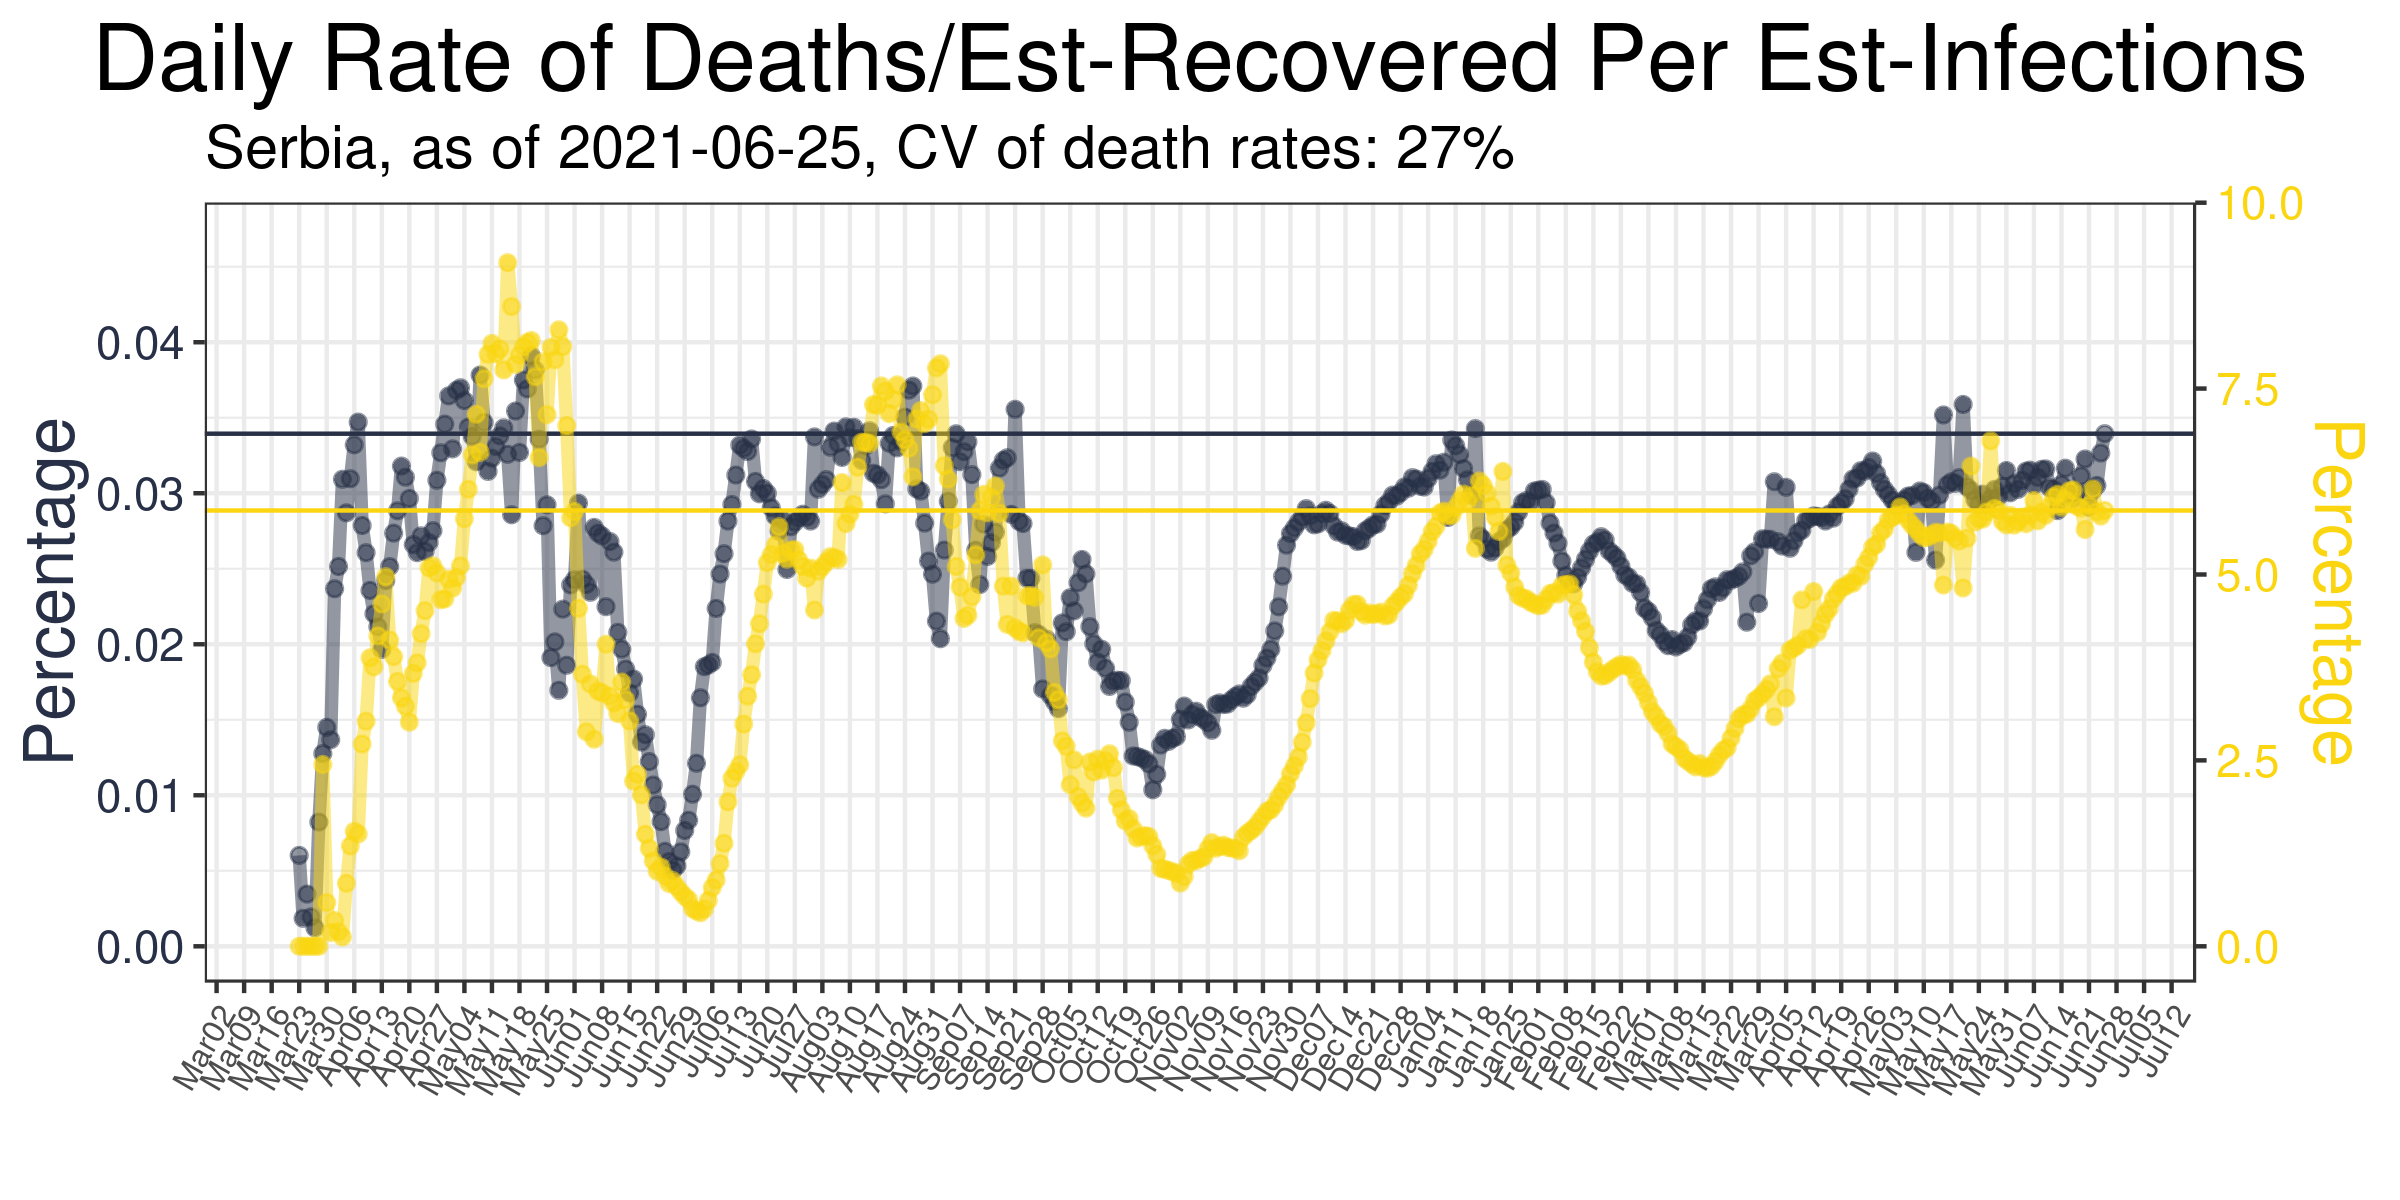 Daily Rate of Deaths/Est-Recovered Per Est-Infections
Serbia, as of 2021-06-25, CV of death rates: 27%
Percentage
0.04
0.03
0.02
0.01
0.00
10.0
7.5
5.0
2.5
0.0
Percentage
Mar02
Mar09
Mar16
Mar23
Mar30
Apr06
Apr13
Apr20
Apr27
May04
May11
May18
May25
Jun01
Jun08
Jun15
Jun22
Jun29
Jul06
Jul13
Jul20
Jul27
Aug03
Aug10
Aug17
Aug24
Aug31
Sep07
Sep14
Sep21
Sep28
Oct05
Oct12
Oct19
Oct26
Nov02
Nov09
Nov16
Nov23
Nov30
Dec07
Dec14
Dec21
Dec28
Jan04
Jan11
Jan18
Jan25
Feb01
Feb08
Feb15
Feb22
Mar01
Mar08
Mar15
Mar22
Mar29
Apr05
Apr12
Apr19
Apr26
May03
May10
May17
May24
May31
Jun07
Jun14
Jun21
Jun28
Jul05
Jul12